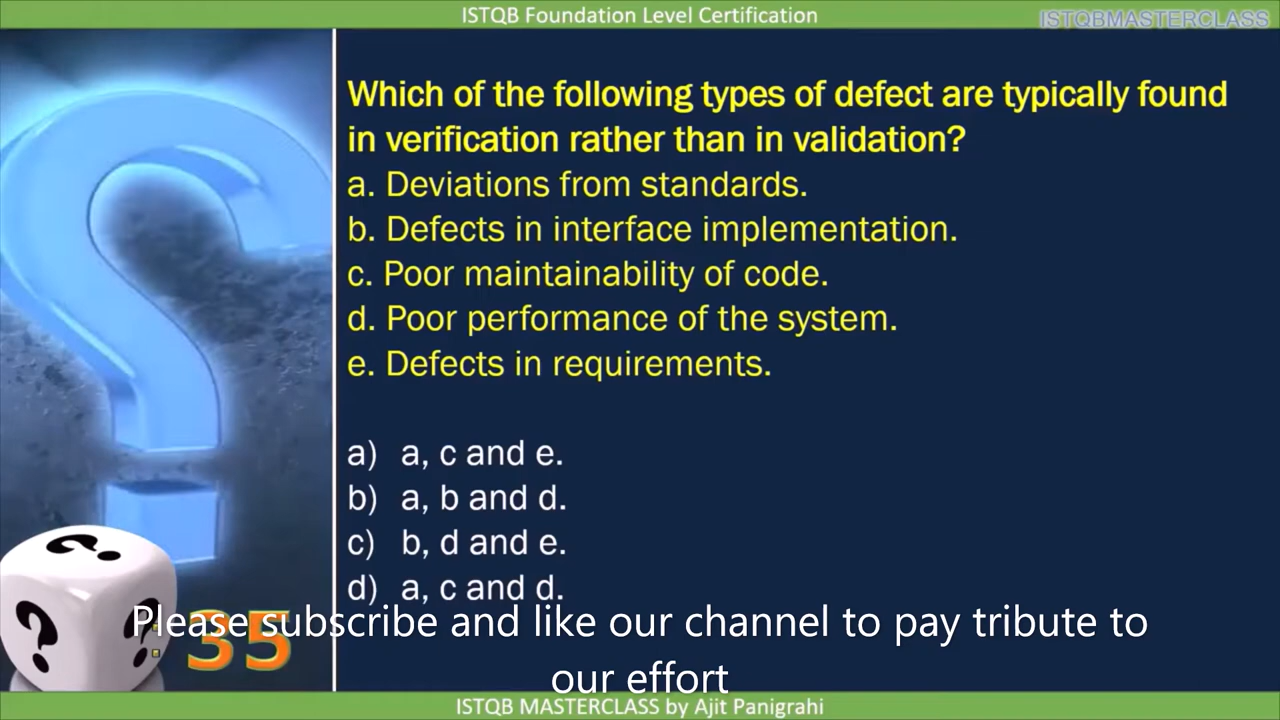 ISTQB Foundation Level Certification
ISTQBMASTERCLASS
Which of the following types of defect are typically found
in verification rather than in validation?
a. Deviations from standards.
b. Defects in interface implementation.
c. Poor maintainability of code.
d. Poor performance of the system.
e. Defects in requirements.
a) a, c and e.
b) a, b and d.
c) b, d and e.
d) a, c and d.
: 35
Please subscribe and like our channel to pay tribute to
our effort
ISTQB MASTERCLASS by Ajit Panigrahi
? ? ?